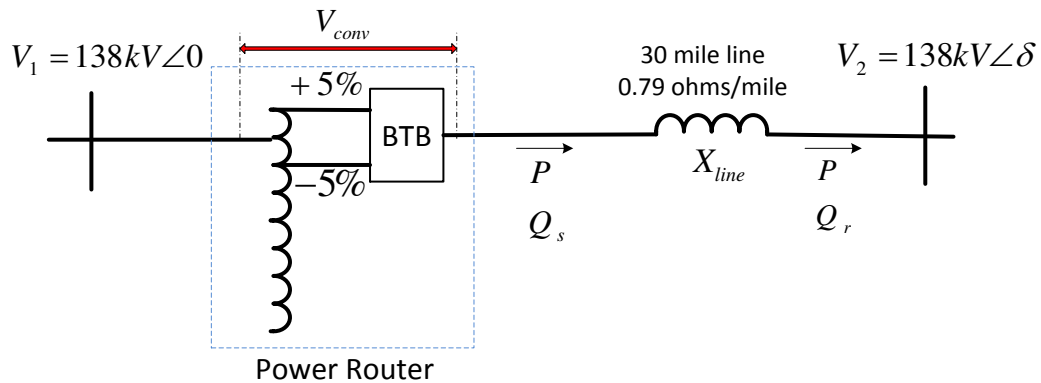 V_conv
V_1 = 138kV∠0
30 mile line
0.79 ohms/mile
V_2 = 138kV∠δ
+5%
BTB
−5%
P
Q_s
X_line
P
Q_r
Power Router